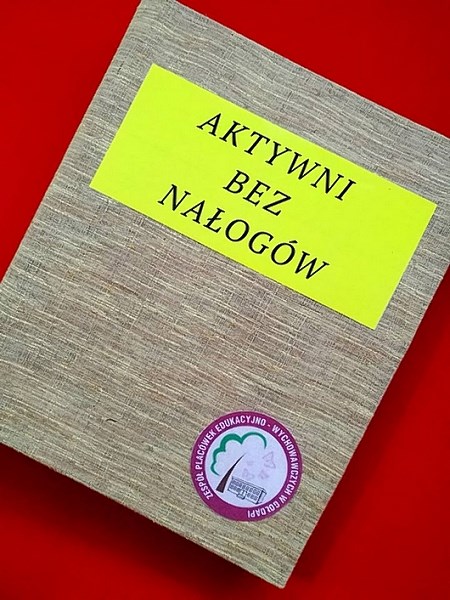 AKTYWNI
BEZ
NAŁOGÓW
ZESPÓŁ PLACÓWEK EDUKACYJNO - WYCHOWAWCZYCH W GOŁDAPI